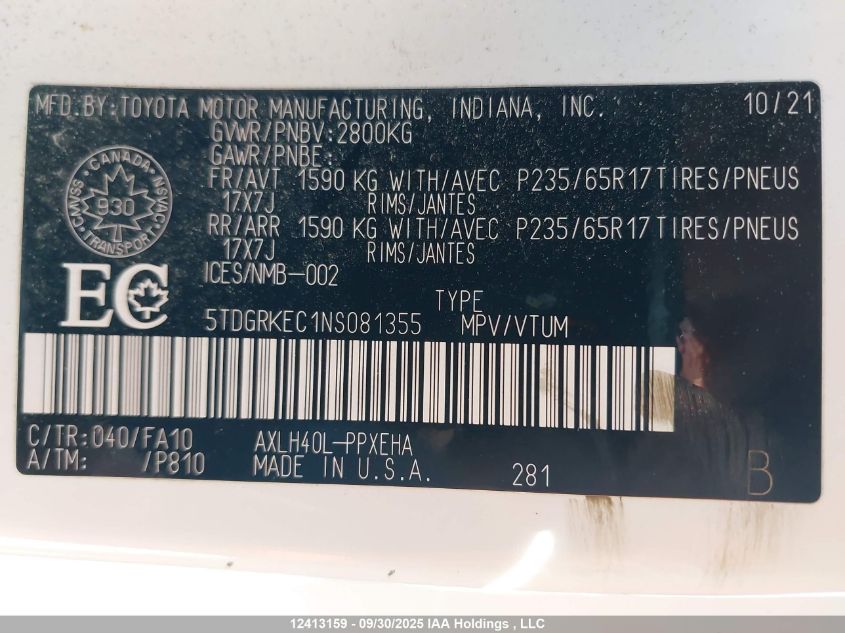 MFD.BY:TOYOTA MOTOR MANUFACTURING, INDIANA, INC. 10/21
GVWR/PNBV:2800KG
GAWR/PNBE:
FR/AVT 1590 KG WITH/AVEC P235/65R17 TIRES/PNEUS
17X7J RIMS/JANTES
RR/ARR 1590 KG WITH/AVEC P235/65R17 TIRES/PNEUS
17X7J RIMS/JANTES
ICES/NMB-002
CANADA
CMVSS NSVAC
930
TRANSPORT
EC
TYPE
5TDGRKEC1NS081355 MPV/VTUM
C/TR:040/FA10 AXLH40L-PPXEHA
A/TM: /P810 MADE IN U.S.A. 281 B
12413159 - 09/30/2025 IAA Holdings , LLC